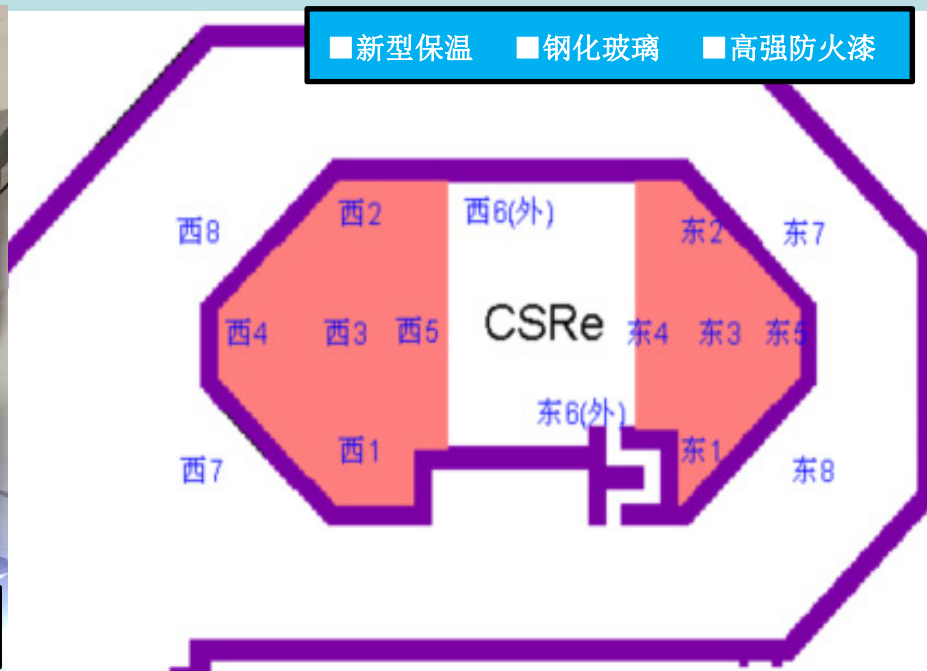 ■新型保温 ■钢化玻璃 ■高强防火漆
西2 西6(外)
西8 东2 东7
西4 西3 西5 CSRe 东4 东3 东5
东6(外)
西1 东1
西7 东8